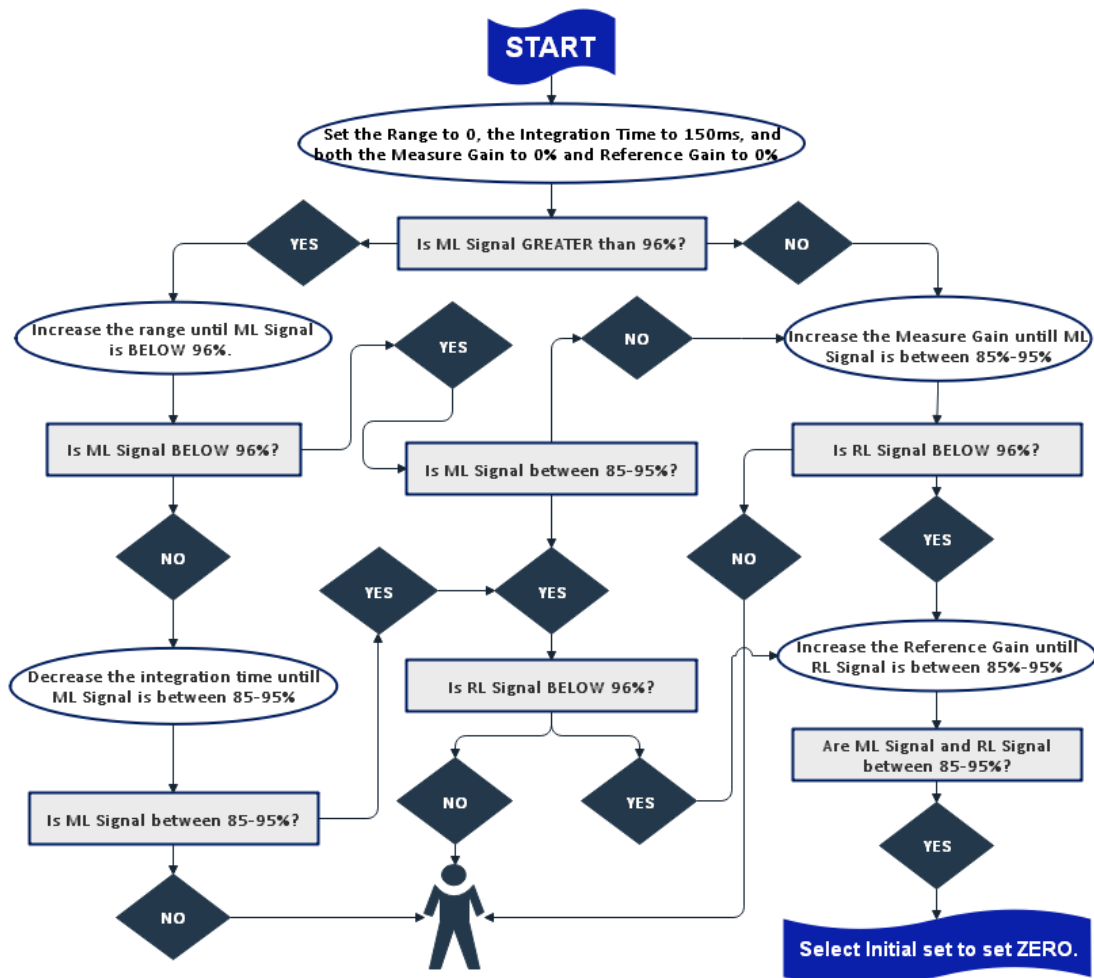 START
Set the Range to 0, the Integration Time to 150ms, and
both the Measure Gain to 0% and Reference Gain to 0%
YES
Is ML Signal GREATER than 96%?
NO
Increase the range until ML Signal
is BELOW 96%.
YES
NO
Increase the Measure Gain untill ML
Signal is between 85%-95%
Is ML Signal BELOW 96%?
Is ML Signal between 85-95%?
Is RL Signal BELOW 96%?
NO
YES
YES
NO
YES
Decrease the integration time untill
ML Signal is between 85-95%
Is RL Signal BELOW 96%?
Increase the Reference Gain untill
RL Signal is between 85%-95%
Are ML Signal and RL Signal
between 85-95%?
Is ML Signal between 85-95%?
NO
YES
YES
NO
Select Initial set to set ZERO.